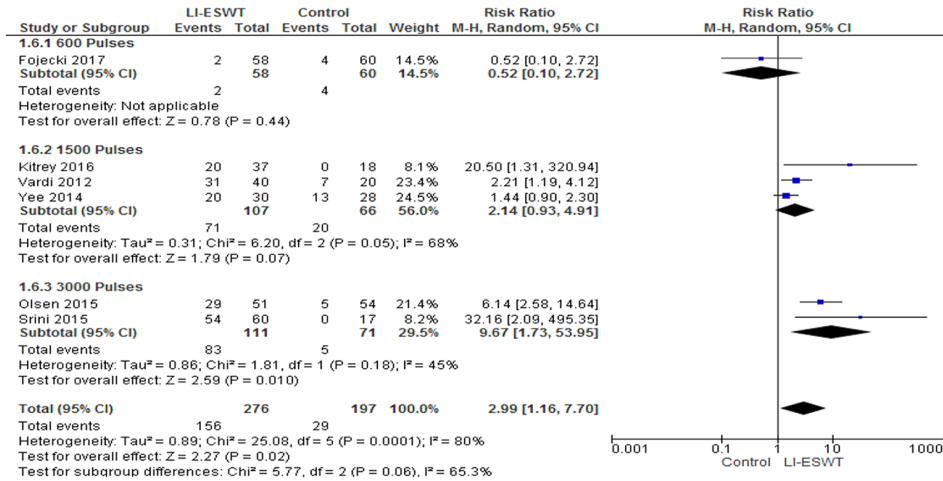 LI-ESWT Control Risk Ratio Risk Ratio
Study or Subgroup Events Total Events Total Weight M-H, Random, 95% CI M-H, Random, 95% CI
1.6.1 600 Pulses
Fojecki 2017 2 58 4 60 14.5% 0.52 [0.10, 2.72]
Subtotal (95% CI) 58 60 14.5% 0.52 [0.10, 2.72]
Total events 2 4
Heterogeneity: Not applicable
Test for overall effect: Z = 0.78 (P = 0.44)
1.6.2 1500 Pulses
Kitrey 2016 20 37 0 18 8.1% 20.50 [1.31, 320.94]
Vardi 2012 31 40 7 20 23.4% 2.21 [1.19, 4.12]
Yee 2014 20 30 13 28 24.5% 1.44 [0.90, 2.30]
Subtotal (95% CI) 107 66 56.0% 2.14 [0.93, 4.91]
Total events 71 20
Heterogeneity: Tau² = 0.31; Chi² = 6.20, df = 2 (P = 0.05); I² = 68%
Test for overall effect: Z = 1.79 (P = 0.07)
1.6.3 3000 Pulses
Olsen 2015 29 51 5 54 21.4% 6.14 [2.58, 14.64]
Srini 2015 54 60 0 17 8.2% 32.16 [2.09, 495.35]
Subtotal (95% CI) 111 71 29.5% 9.67 [1.73, 53.95]
Total events 83 5
Heterogeneity: Tau² = 0.86; Chi² = 1.81, df = 1 (P = 0.18); I² = 45%
Test for overall effect: Z = 2.59 (P = 0.010)
Total (95% CI) 276 197 100.0% 2.99 [1.16, 7.70]
Total events 156 29
Heterogeneity: Tau² = 0.89; Chi² = 25.08, df = 5 (P = 0.0001); I² = 80%
Test for overall effect: Z = 2.27 (P = 0.02)
Test for subgroup differences: Chi² = 5.77, df = 2 (P = 0.06), I² = 65.3%
0.001 0.1 1 10 1000
Control LI-ESWT